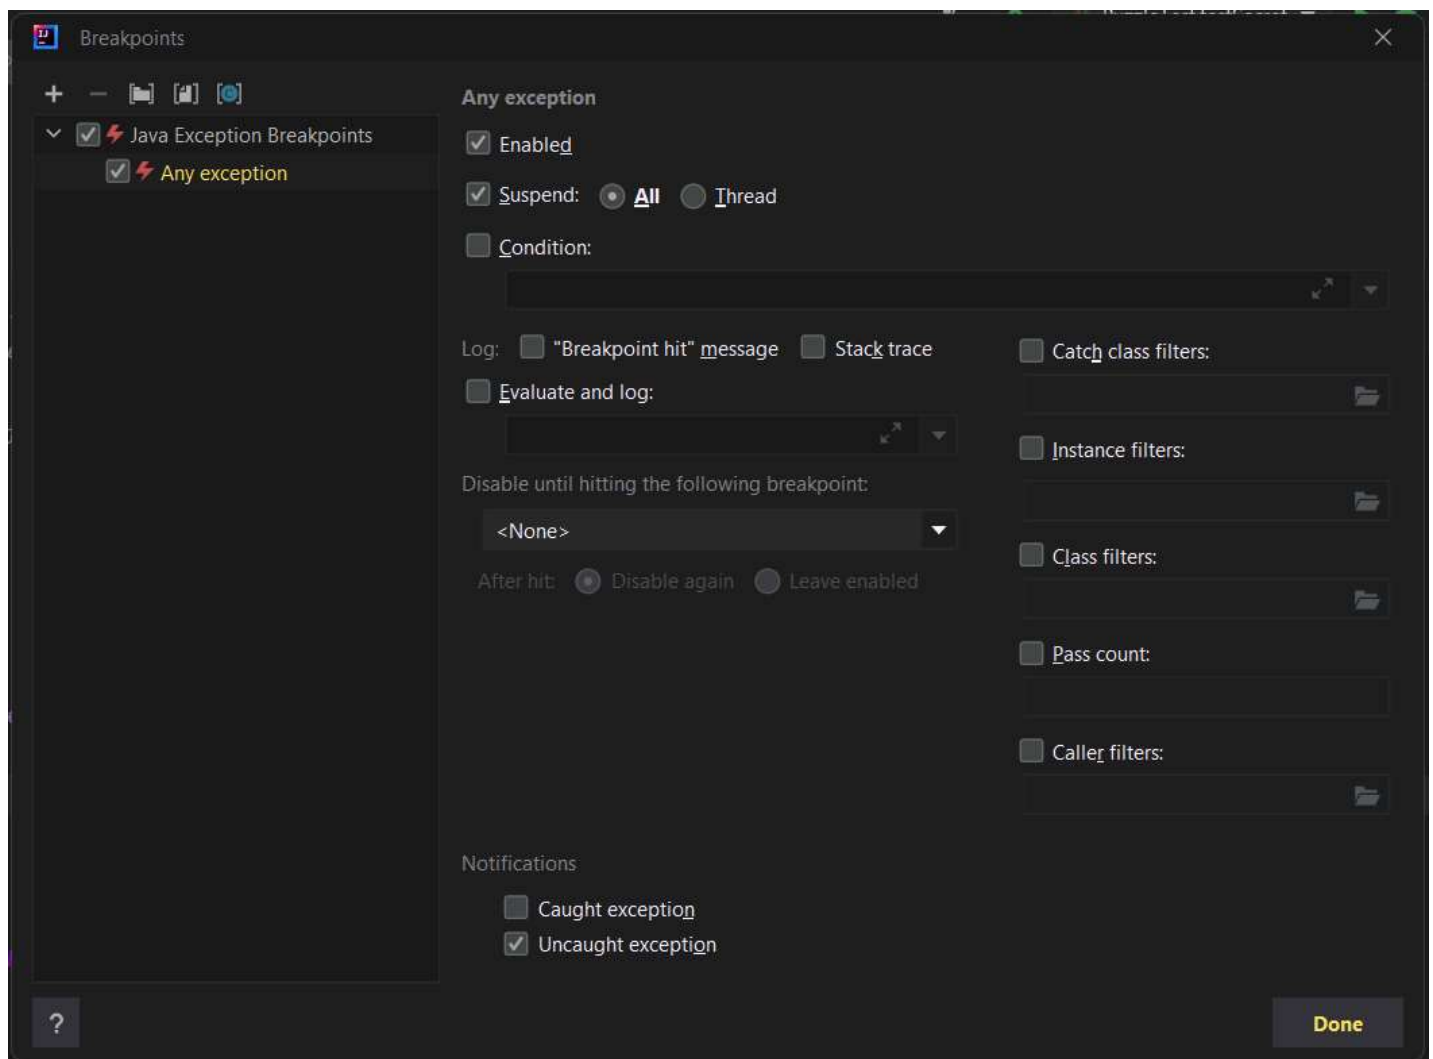 Breakpoints
Any exception
Java Exception Breakpoints
Any exception
Enabled
Suspend: All Thread
Condition:
Log: "Breakpoint hit" message Stack trace
Evaluate and log:
Disable until hitting the following breakpoint:
<None>
After hit: Disable again Leave enabled
Catch class filters:
Instance filters:
Class filters:
Pass count:
Caller filters:
Notifications
Caught exception
Uncaught exception
?
Done